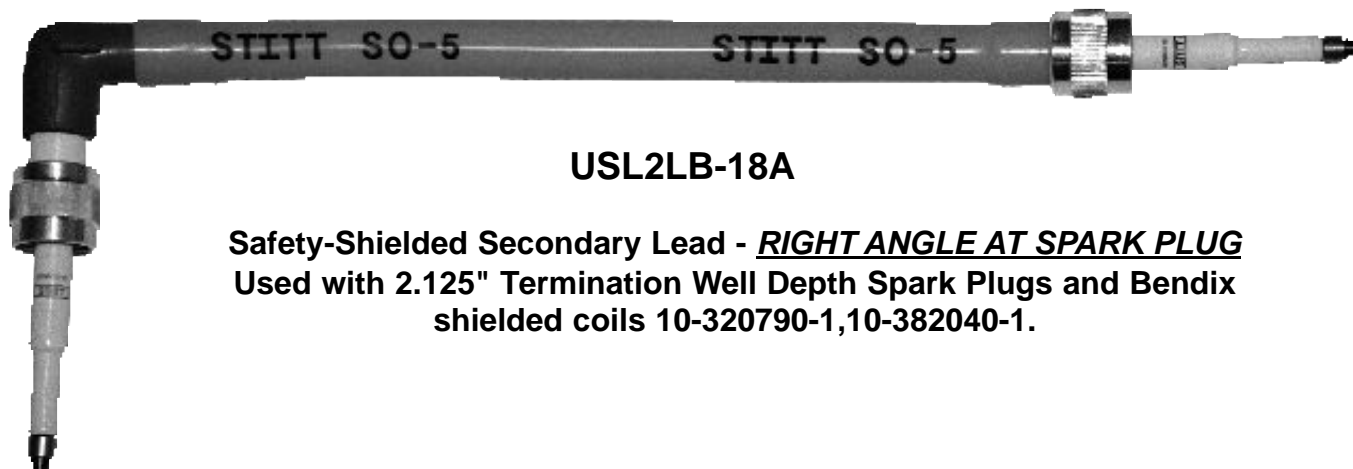 STITT SO-5 STITT SO-5
USL2LB-18A
Safety-Shielded Secondary Lead - RIGHT ANGLE AT SPARK PLUG
Used with 2.125" Termination Well Depth Spark Plugs and Bendix
shielded coils 10-320790-1,10-382040-1.